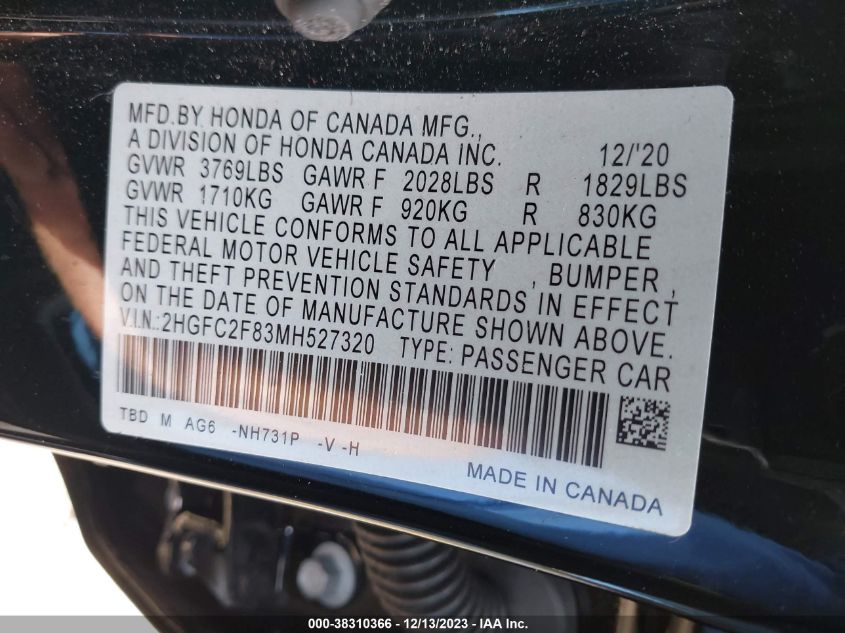 MFD.BY HONDA OF CANADA MFG.,
A DIVISION OF HONDA CANADA INC. 12/'20
GVWR 3769LBS GAWR F 2028LBS R 1829LBS
GVWR 1710KG GAWR F 920KG R 830KG
THIS VEHICLE CONFORMS TO ALL APPLICABLE
FEDERAL MOTOR VEHICLE SAFETY , BUMPER ,
AND THEFT PREVENTION STANDARDS IN EFFECT
ON THE DATE OF MANUFACTURE SHOWN ABOVE.
V.I.N.:2HGFC2F83MH527320 TYPE: PASSENGER CAR
TBD M AG6 -NH731P -V -H
MADE IN CANADA
000-38310366 - 12/13/2023 - IAA Inc.